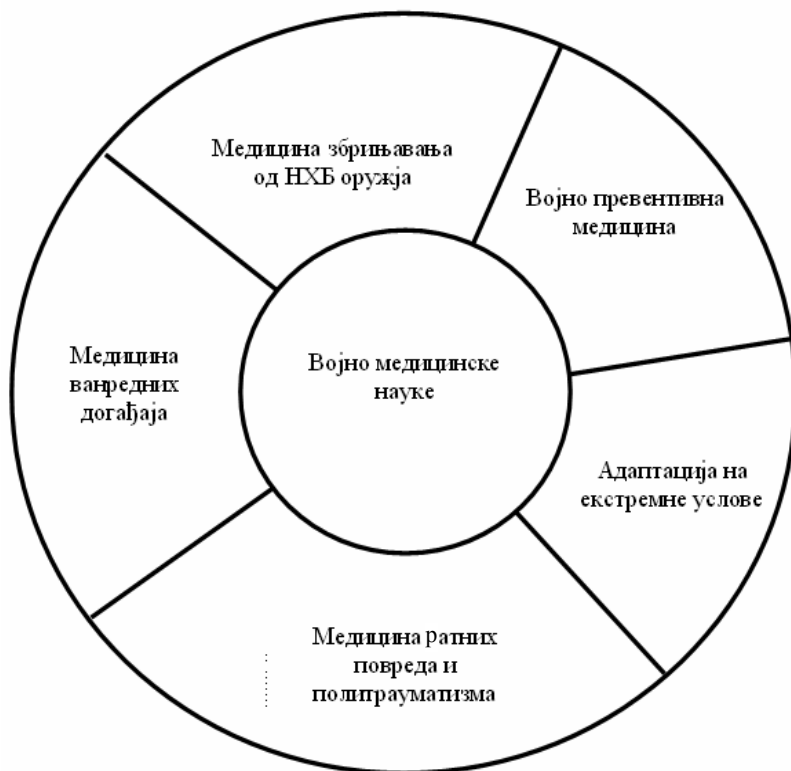 Медицина збрињавања
од НХБ оружја
Војно превентивна
медицина
Медицина
ванредних
догађаја
Војно медицинске
науке
Адаптација на
екстремне услове
Медицина ратних
повреда и
политрауматизма